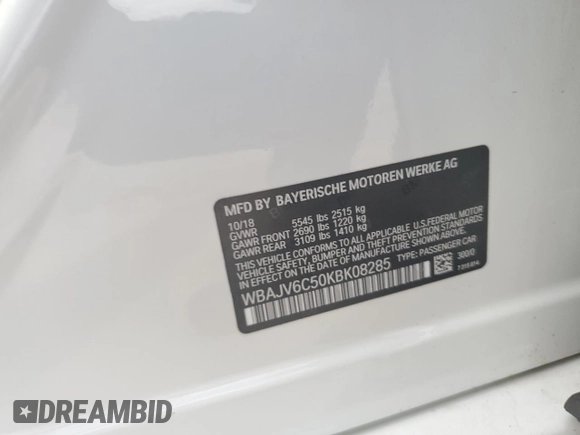 MFD BY BAYERISCHE MOTOREN WERKE AG
10/18
GVWR 5545 lbs 2515 kg
GAWR FRONT 2690 lbs 1220 kg
GAWR REAR 3109 lbs 1410 kg
THIS VEHICLE CONFORMS TO ALL APPLICABLE U.S.FEDERAL MOTOR
VEHICLE SAFETY, BUMPER, AND THEFT PREVENTION
STANDARDS IN EFFECT ON THE DATE OF
MANUFACTURE SHOWN ABOVE.
WBAJV6C50KBK08285 TYPE: PASSENGER CAR
300/0
DREAMBID